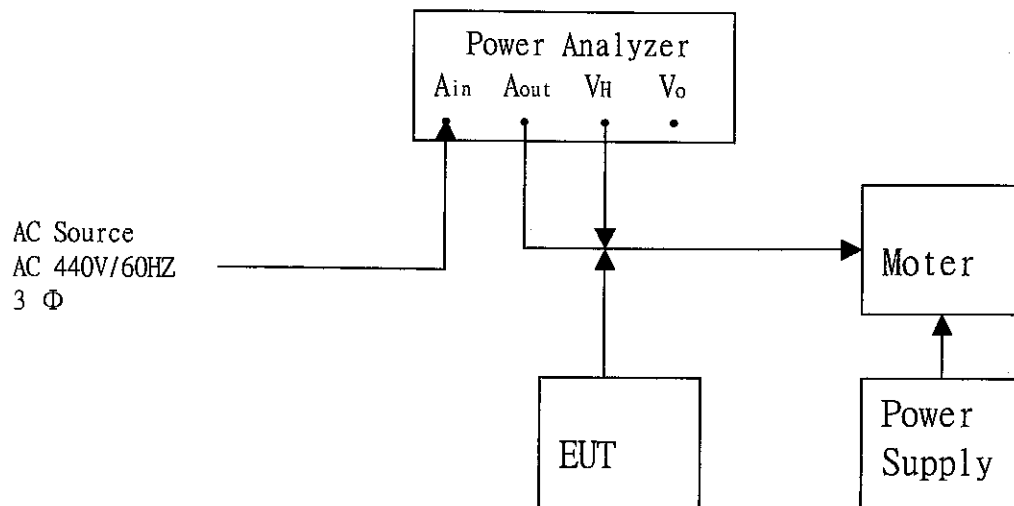 Power Analyzer
Ain Aout VH Vo
AC Source
AC 440V/60HZ
3 Φ
Moter
EUT
Power
Supply